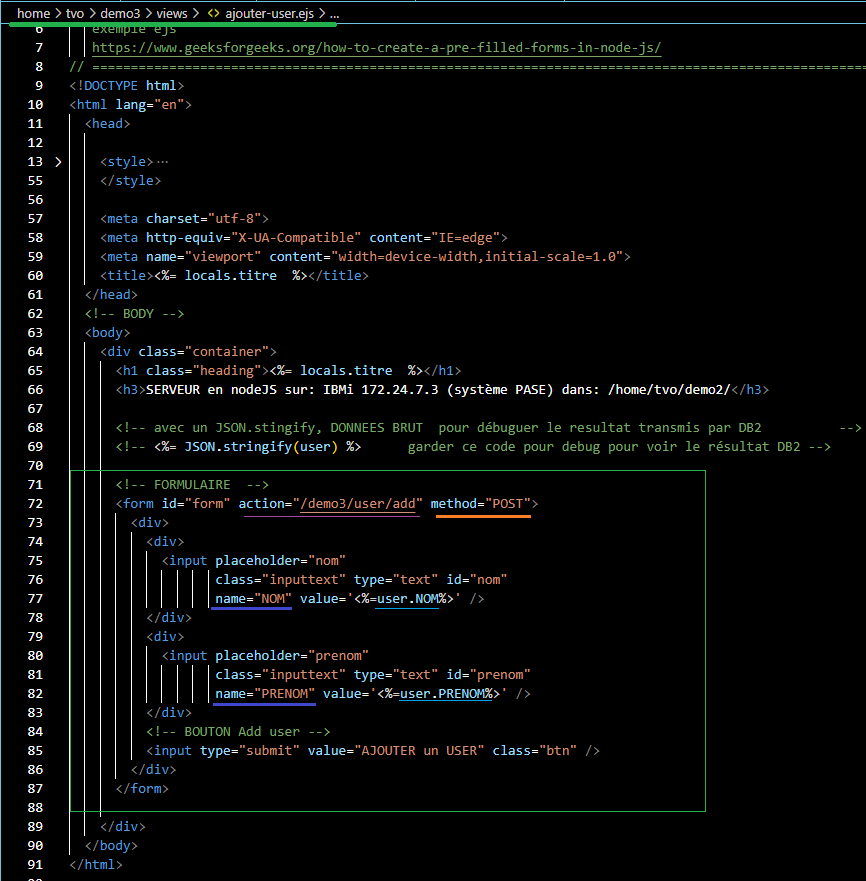 home > tvo > demo3 > views > <> ajouter-user.ejs > ...
6 exemple ejs
7 https://www.geeksforgeeks.org/how-to-create-a-pre-filled-forms-in-node-js/
8 // ====================================================================================================
9 <!DOCTYPE html>
10 <html lang="en">
11 <head>
12
13 > <style>···
55 </style>
56
57 <meta charset="utf-8">
58 <meta http-equiv="X-UA-Compatible" content="IE=edge">
59 <meta name="viewport" content="width=device-width,initial-scale=1.0">
60 <title><%= locals.titre  %></title>
61 </head>
62 <!-- BODY -->
63 <body>
64 <div class="container">
65 <h1 class="heading"><%= locals.titre  %></h1>
66 <h3>SERVEUR en nodeJS sur: IBMi 172.24.7.3 (système PASE) dans: /home/tvo/demo2/</h3>
67
68 <!-- avec un JSON.stingify, DONNEES BRUT  pour débuguer le resultat transmis par DB2 -->
69 <!-- <%= JSON.stringify(user) %> garder ce code pour debug pour voir le résultat DB2 -->
70
71 <!-- FORMULAIRE  -->
72 <form id="form" action="/demo3/user/add" method="POST">
73 <div>
74 <div>
75 <input placeholder="nom"
76 class="inputtext" type="text" id="nom"
77 name="NOM" value='<%=user.NOM%>' />
78 </div>
79 <div>
80 <input placeholder="prenom"
81 class="inputtext" type="text" id="prenom"
82 name="PRENOM" value='<%=user.PRENOM%>' />
83 </div>
84 <!-- BOUTON Add user -->
85 <input type="submit" value="AJOUTER un USER" class="btn" />
86 </div>
87 </form>
88
89 </div>
90 </body>
91 </html>